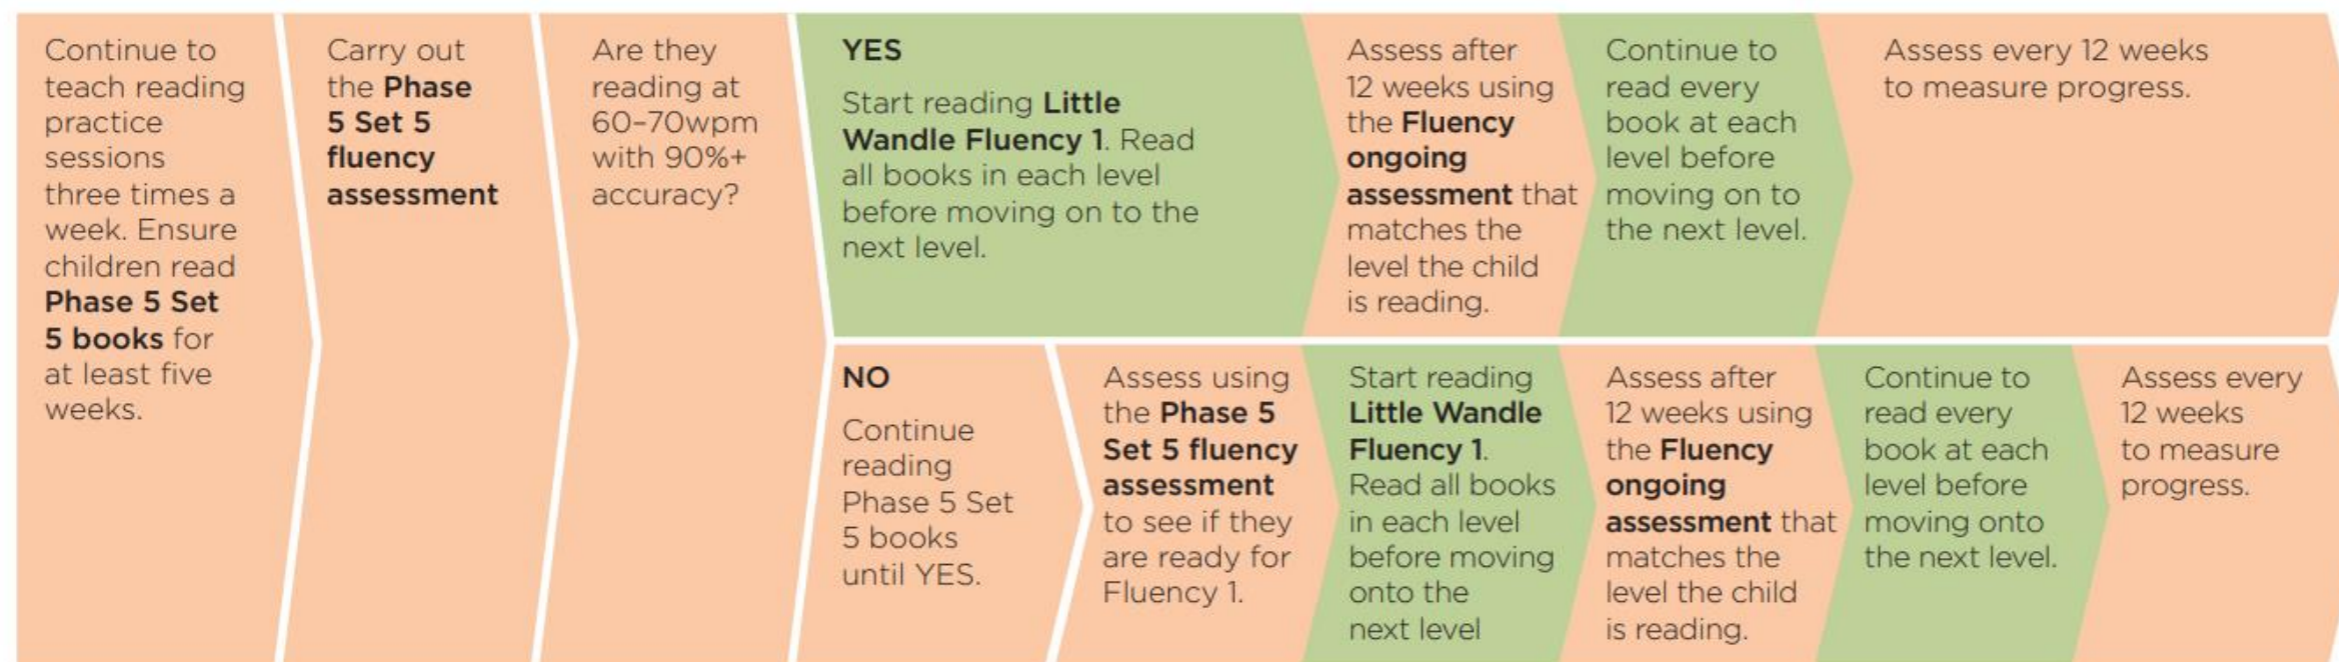 Continue to
teach reading
practice
sessions
three times a
week. Ensure
children read
Phase 5 Set
5 books for
at least five
weeks.
Carry out
the Phase
5 Set 5
fluency
assessment
Are they
reading at
60–70wpm
with 90%+
accuracy?
YES
Start reading Little
Wandle Fluency 1. Read
all books in each level
before moving on to the
next level.
Assess after
12 weeks using
the Fluency
ongoing
assessment that
matches the
level the child
is reading.
Continue to
read every
book at each
level before
moving on to
the next level.
Assess every 12 weeks
to measure progress.
NO
Continue
reading
Phase 5 Set
5 books
until YES.
Assess using
the Phase 5
Set 5 fluency
assessment
to see if they
are ready for
Fluency 1.
Start reading
Little Wandle
Fluency 1.
Read all books
in each level
before moving
onto the
next level
Assess after
12 weeks using
the Fluency
ongoing
assessment that
matches the
level the child
is reading.
Continue to
read every
book at each
level before
moving onto
the next level.
Assess every
12 weeks
to measure
progress.